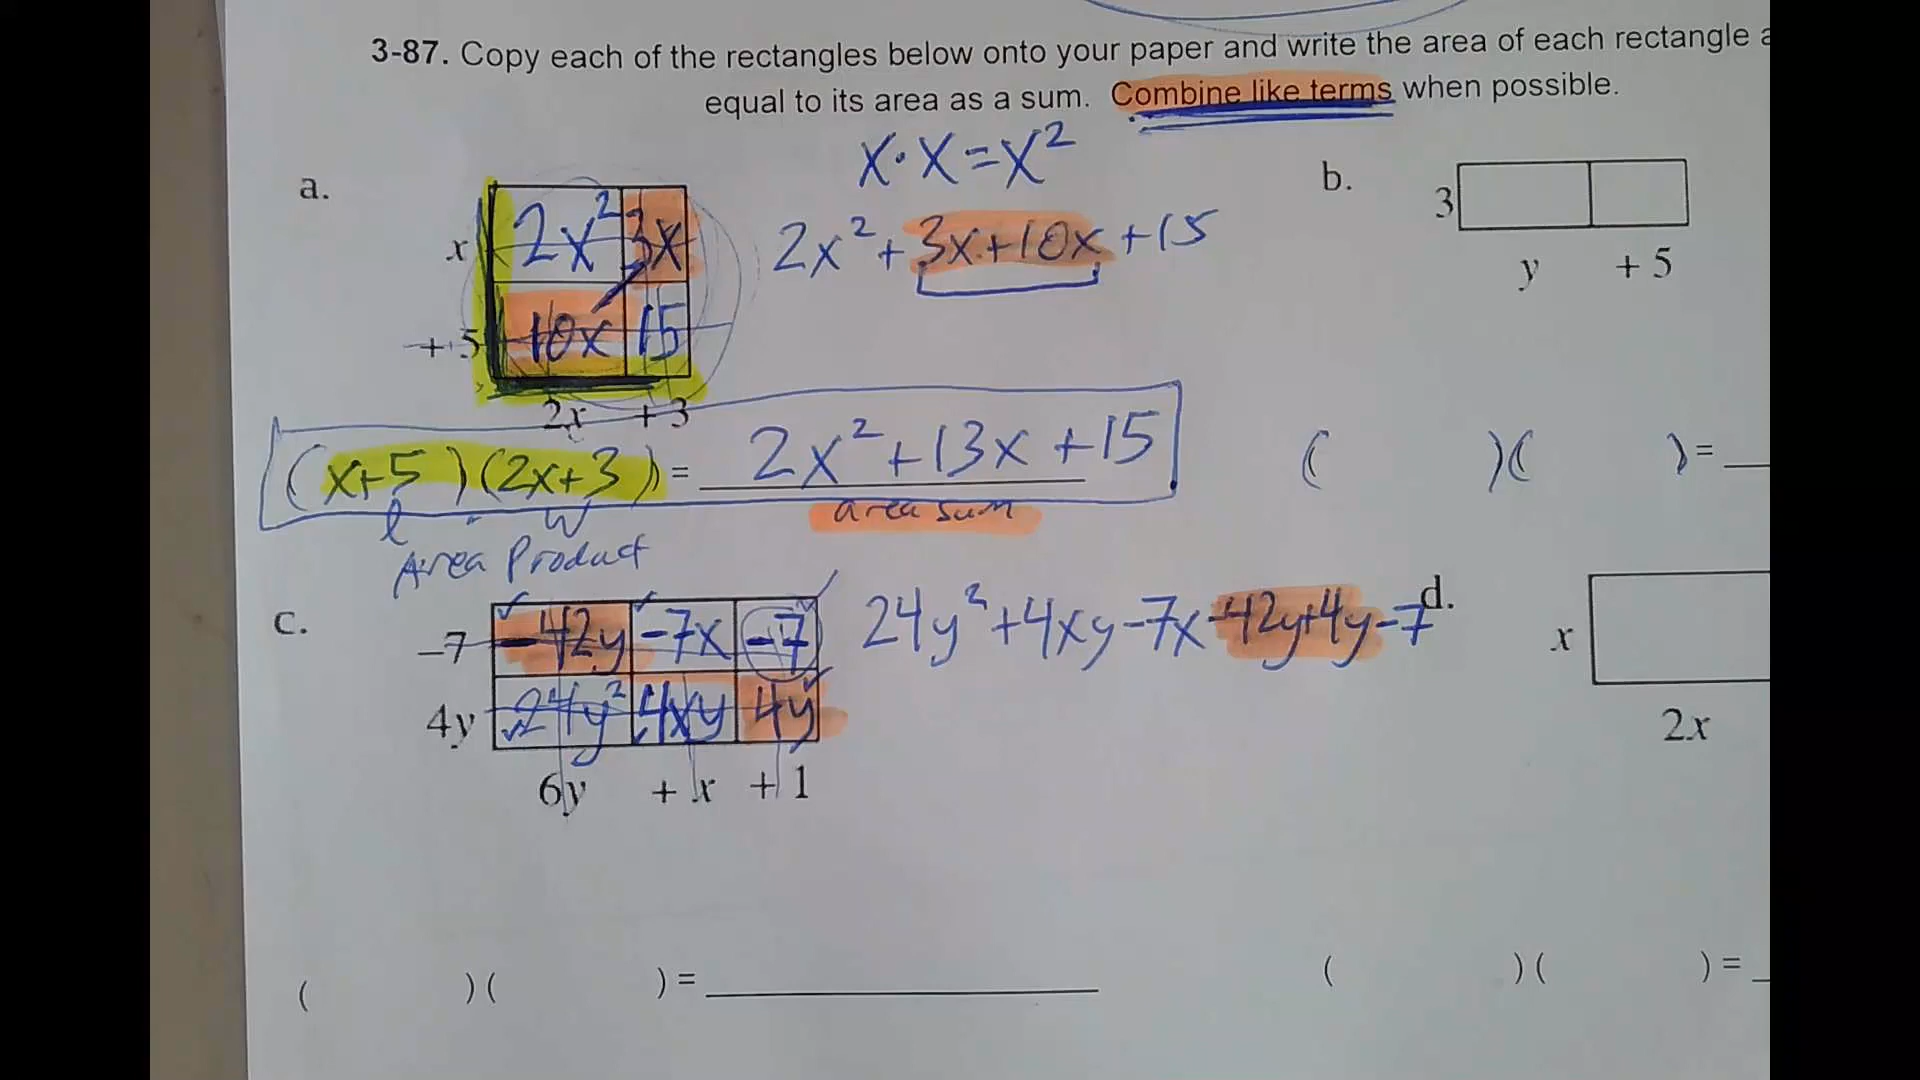 3-87. Copy each of the rectangles below onto your paper and write the area of each rectangle a
equal to its area as a sum. Combine like terms when possible.
x·x=x²
a.
2x² 3x
x
10x 15
+ 5
2x + 3
2x²+3x+10x+15
b.
3
y + 5
(x+5)(2x+3) = 2x²+13x+15
l w
area sum
Area Product
( )( ) =
c.
-42y -7x -7
–7
24y² 4xy 4y
4y
6y + x + 1
24y²+4xy-7x-42y+4y-7
d.
x
2x
( )( ) =
( )( ) =